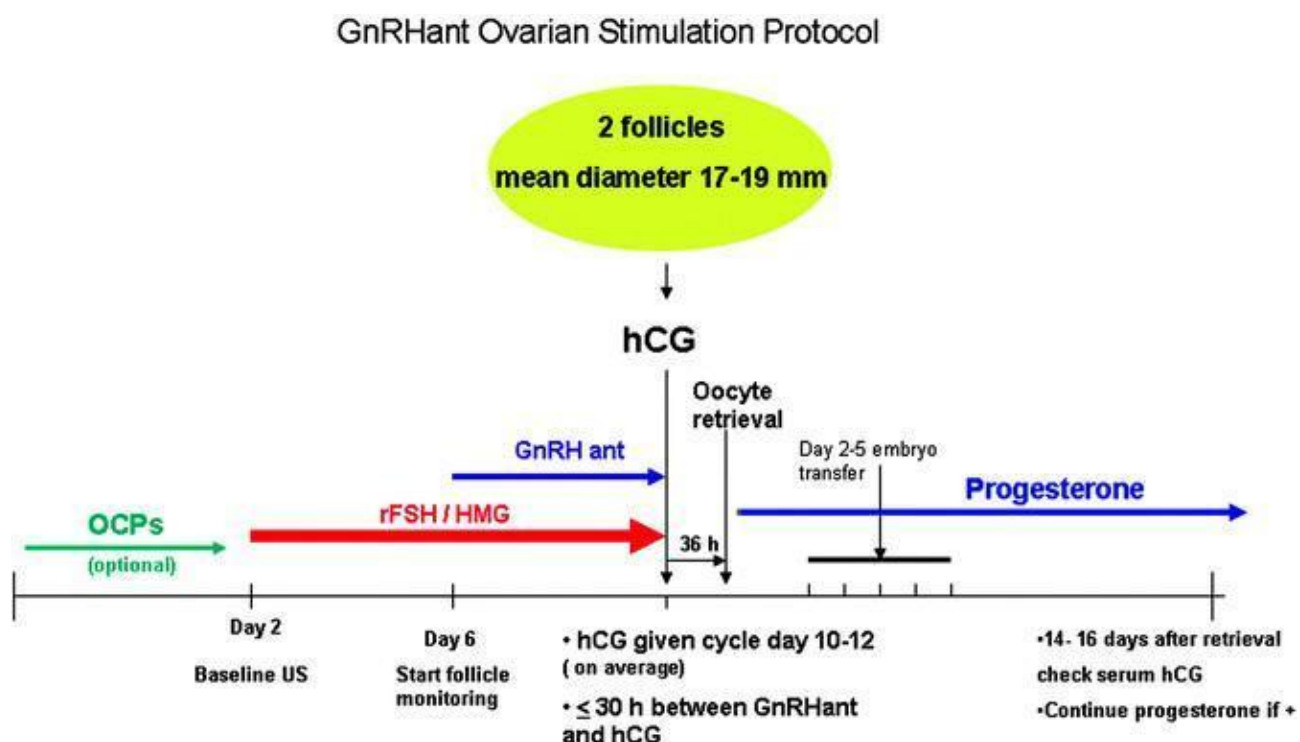 GnRHant Ovarian Stimulation Protocol
2 follicles
mean diameter 17-19 mm
hCG
Oocyte
retrieval
GnRH ant
Day 2-5 embryo
transfer
Progesterone
rFSH / HMG
OCPs
(optional)
36 h
Day 2
Baseline US
Day 6
Start follicle
monitoring
• hCG given cycle day 10-12
( on average)
• ≤ 30 h between GnRHant
and hCG
•14- 16 days after retrieval
check serum hCG
•Continue progesterone if +